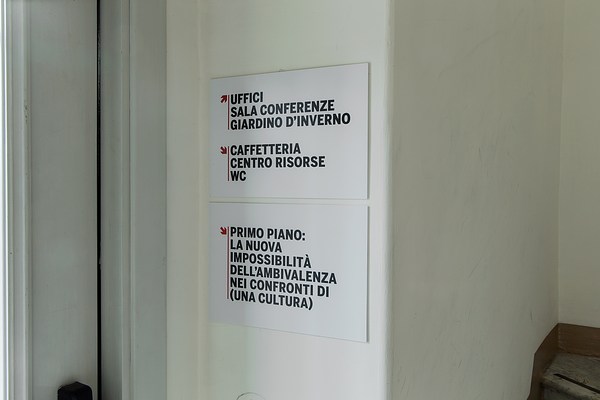 UFFICI
SALA CONFERENZE
GIARDINO D'INVERNO
CAFFETTERIA
CENTRO RISORSE
WC
PRIMO PIANO:
LA NUOVA
IMPOSSIBILITÀ
DELL'AMBIVALENZA
NEI CONFRONTI DI
(UNA CULTURA)